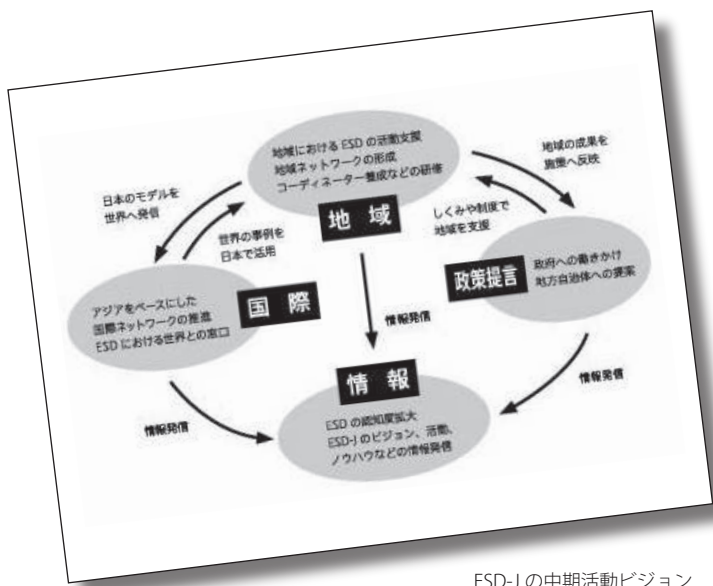 地域における ESD の活動支援
地域ネットワークの形成
コーディネーター養成などの研修
地 域
日本のモデルを
世界へ発信
世界の事例を
日本で活用
地域の成果を
施策へ反映
しくみや制度で
地域を支援
アジアをベースにした
国際ネットワークの推進
ESD における世界との窓口
国 際
政策提言
政府への働きかけ
地方自治体への提案
情報発信
情報発信
情報発信
情 報
ESD の認知度拡大
ESD-J のビジョン、活動、
ノウハウなどの情報発信
ESD-J の中期活動ビジョン